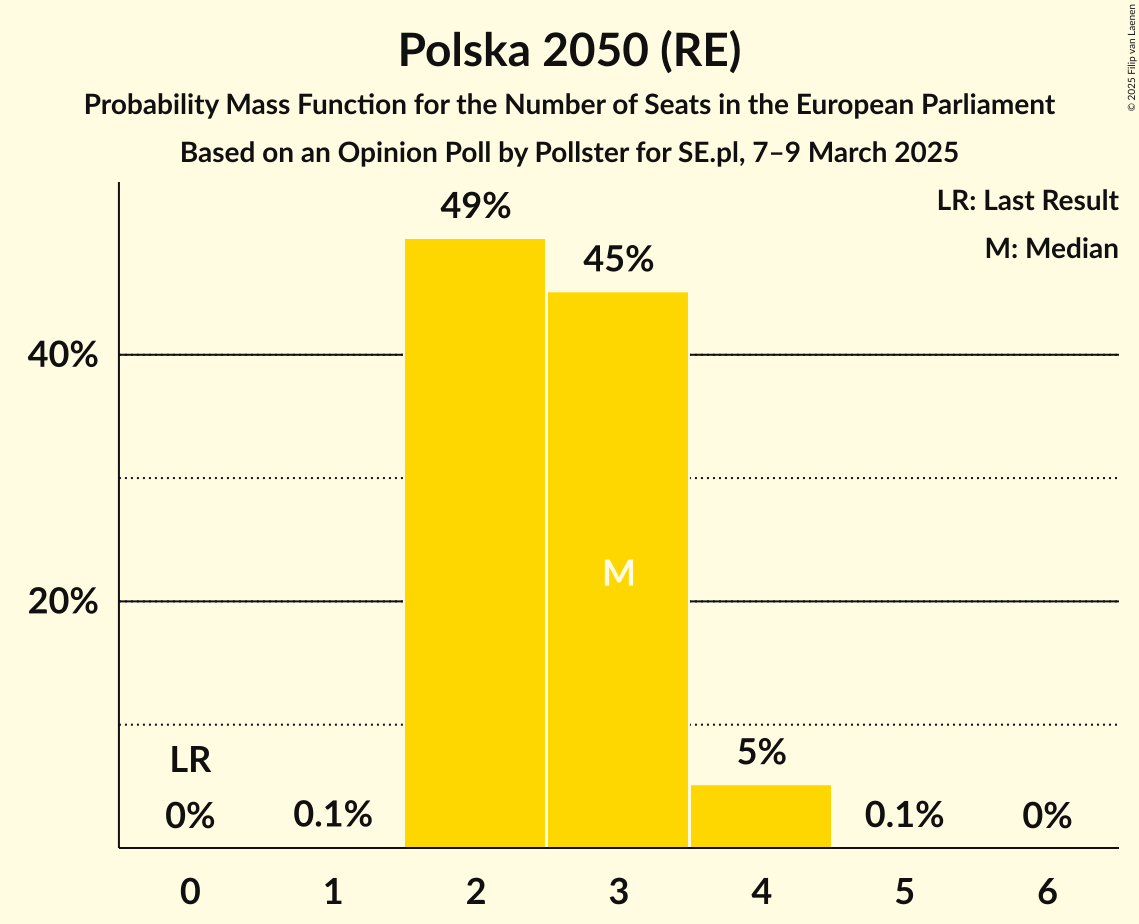 Polska 2050 (RE)
Probability Mass Function for the Number of Seats in the European Parliament
Based on an Opinion Poll by Pollster for SE.pl, 7–9 March 2025
© 2025 Filip van Laenen
LR: Last Result
M: Median
49%
45%
40%
M
20%
LR
5%
0%
0.1%
0.1%
0%
0
1
2
3
4
5
6